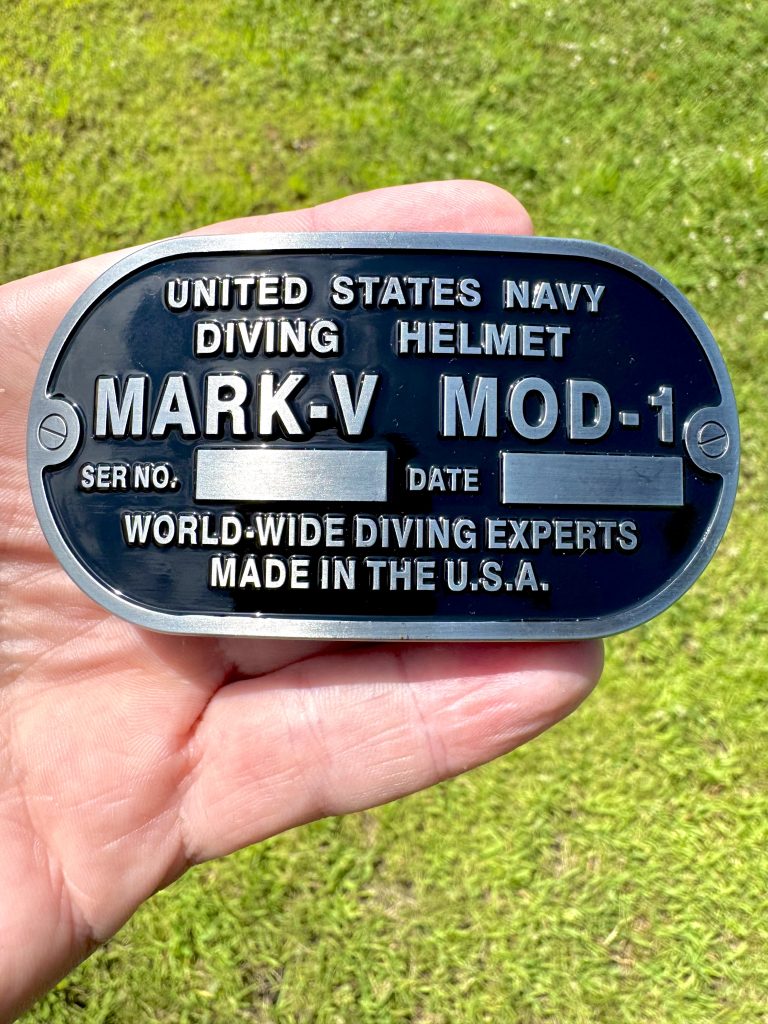 UNITED STATES NAVY
DIVING HELMET
MARK-V MOD-1
SER NO. DATE
WORLD-WIDE DIVING EXPERTS
MADE IN THE U.S.A.